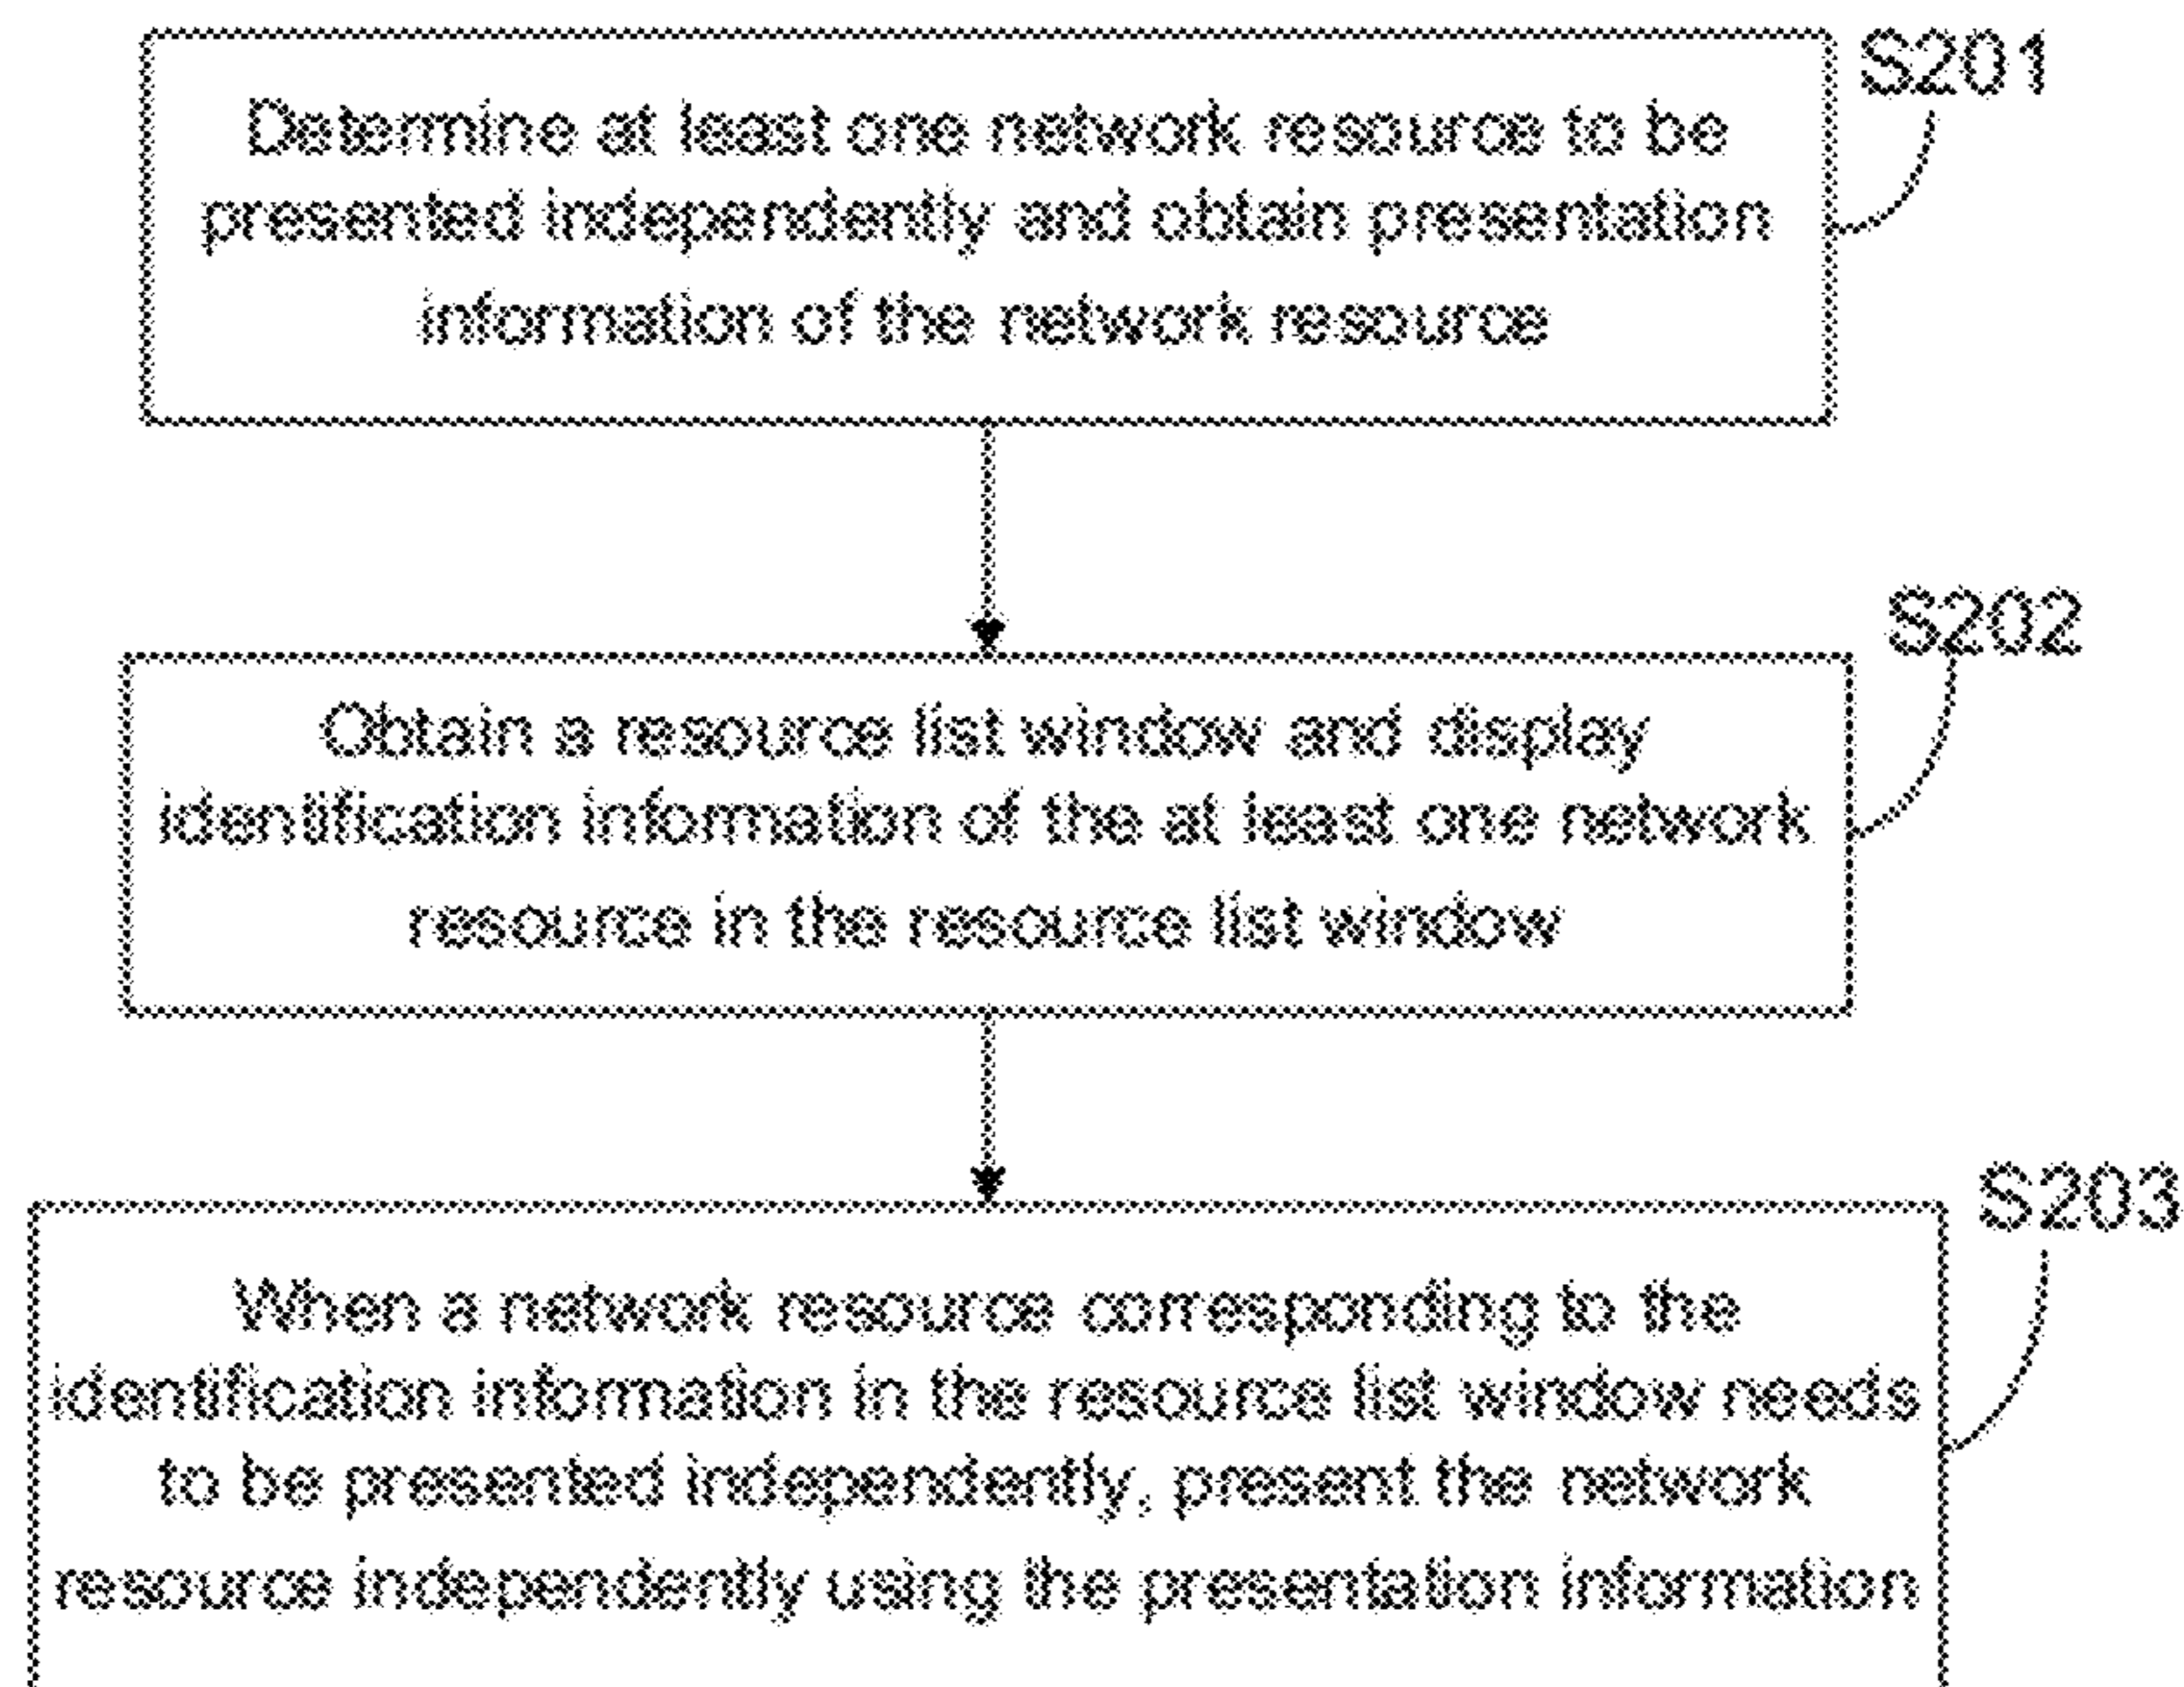 S201
Determine at least one network resource to be
presented independently and obtain presentation
information of the network resource
S202
Obtain a resource list window and display
identification information of the at least one network
resource in the resource list window
S203
When a network resource corresponding to the
identification information in the resource list window needs
to be presented independently, present the network
resource independently using the presentation information